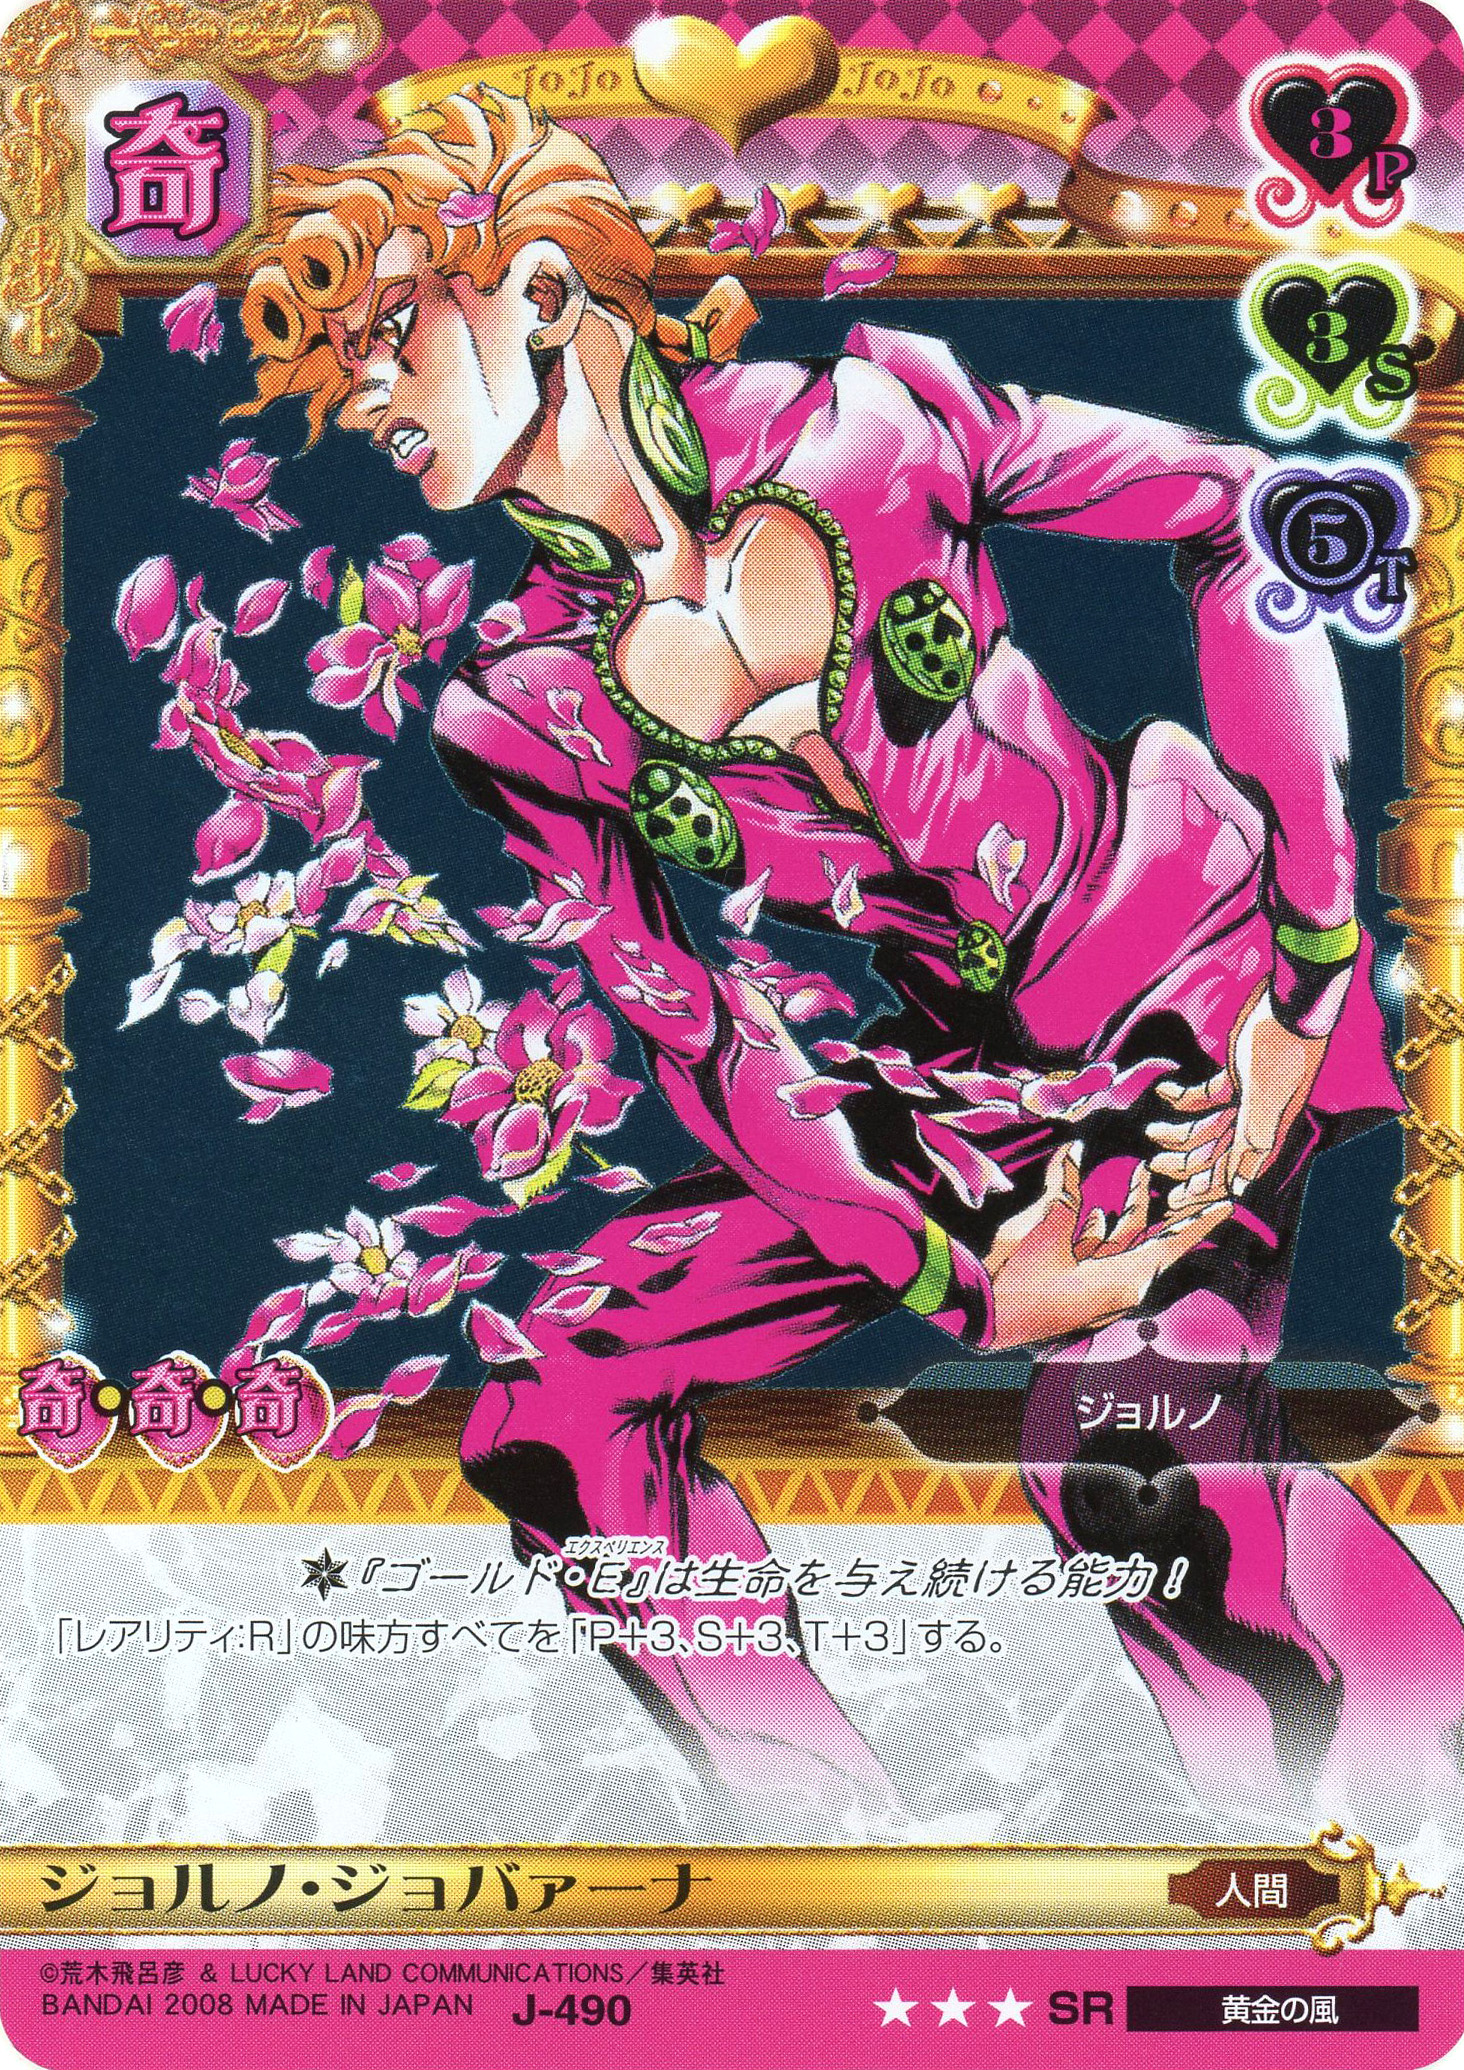 JoJo JoJo
奇
3 P
3 S
5 T
奇・奇・奇
ジョルノ
エクスペリエンス
『ゴールド・E』は生命を与え続ける能力！
「レアリティ:R」の味方すべてを「P+3、S+3、T+3」する。
ジョルノ・ジョバァーナ
人間
©荒木飛呂彦 & LUCKY LAND COMMUNICATIONS／集英社
BANDAI 2008 MADE IN JAPAN J-490
★★★ SR 黄金の風